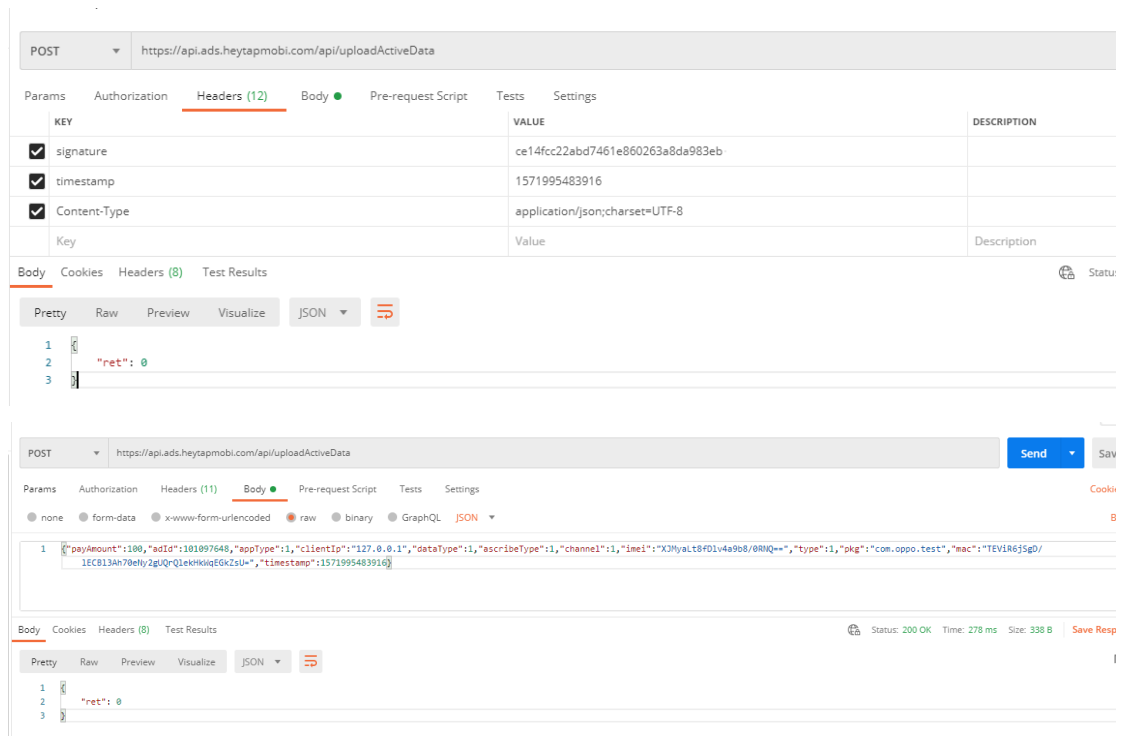 POST https://api.ads.heytapmobi.com/api/uploadActiveData
Params Authorization Headers (12) Body Pre-request Script Tests Settings
KEY VALUE DESCRIPTION
signature ce14fcc22abd7461e860263a8da983eb
timestamp 1571995483916
Content-Type application/json;charset=UTF-8
Key Value Description
Body Cookies Headers (8) Test Results Statu
Pretty Raw Preview Visualize JSON
1 {
2 "ret": 0
3 }
POST https://api.ads.heytapmobi.com/api/uploadActiveData Send Sav
Params Authorization Headers (11) Body Pre-request Script Tests Settings Cookie
none form-data x-www-form-urlencoded raw binary GraphQL JSON B
1 {"payAmount":100,"adId":101097648,"appType":1,"clientIp":"127.0.0.1","dataType":1,"ascribeType":1,"channel":1,"imei":"XJMyaLt8fDlv4a9b8/0RNQ==","type":1,"pkg":"com.oppo.test","mac":"TEViR6jSgD/
lECBl3Ah70eNy2gUQrQlekHkWqEGkZsU=","timestamp":1571995483916}
Body Cookies Headers (8) Test Results Status: 200 OK Time: 278 ms Size: 338 B Save Resp
Pretty Raw Preview Visualize JSON
1 {
2 "ret": 0
3 }